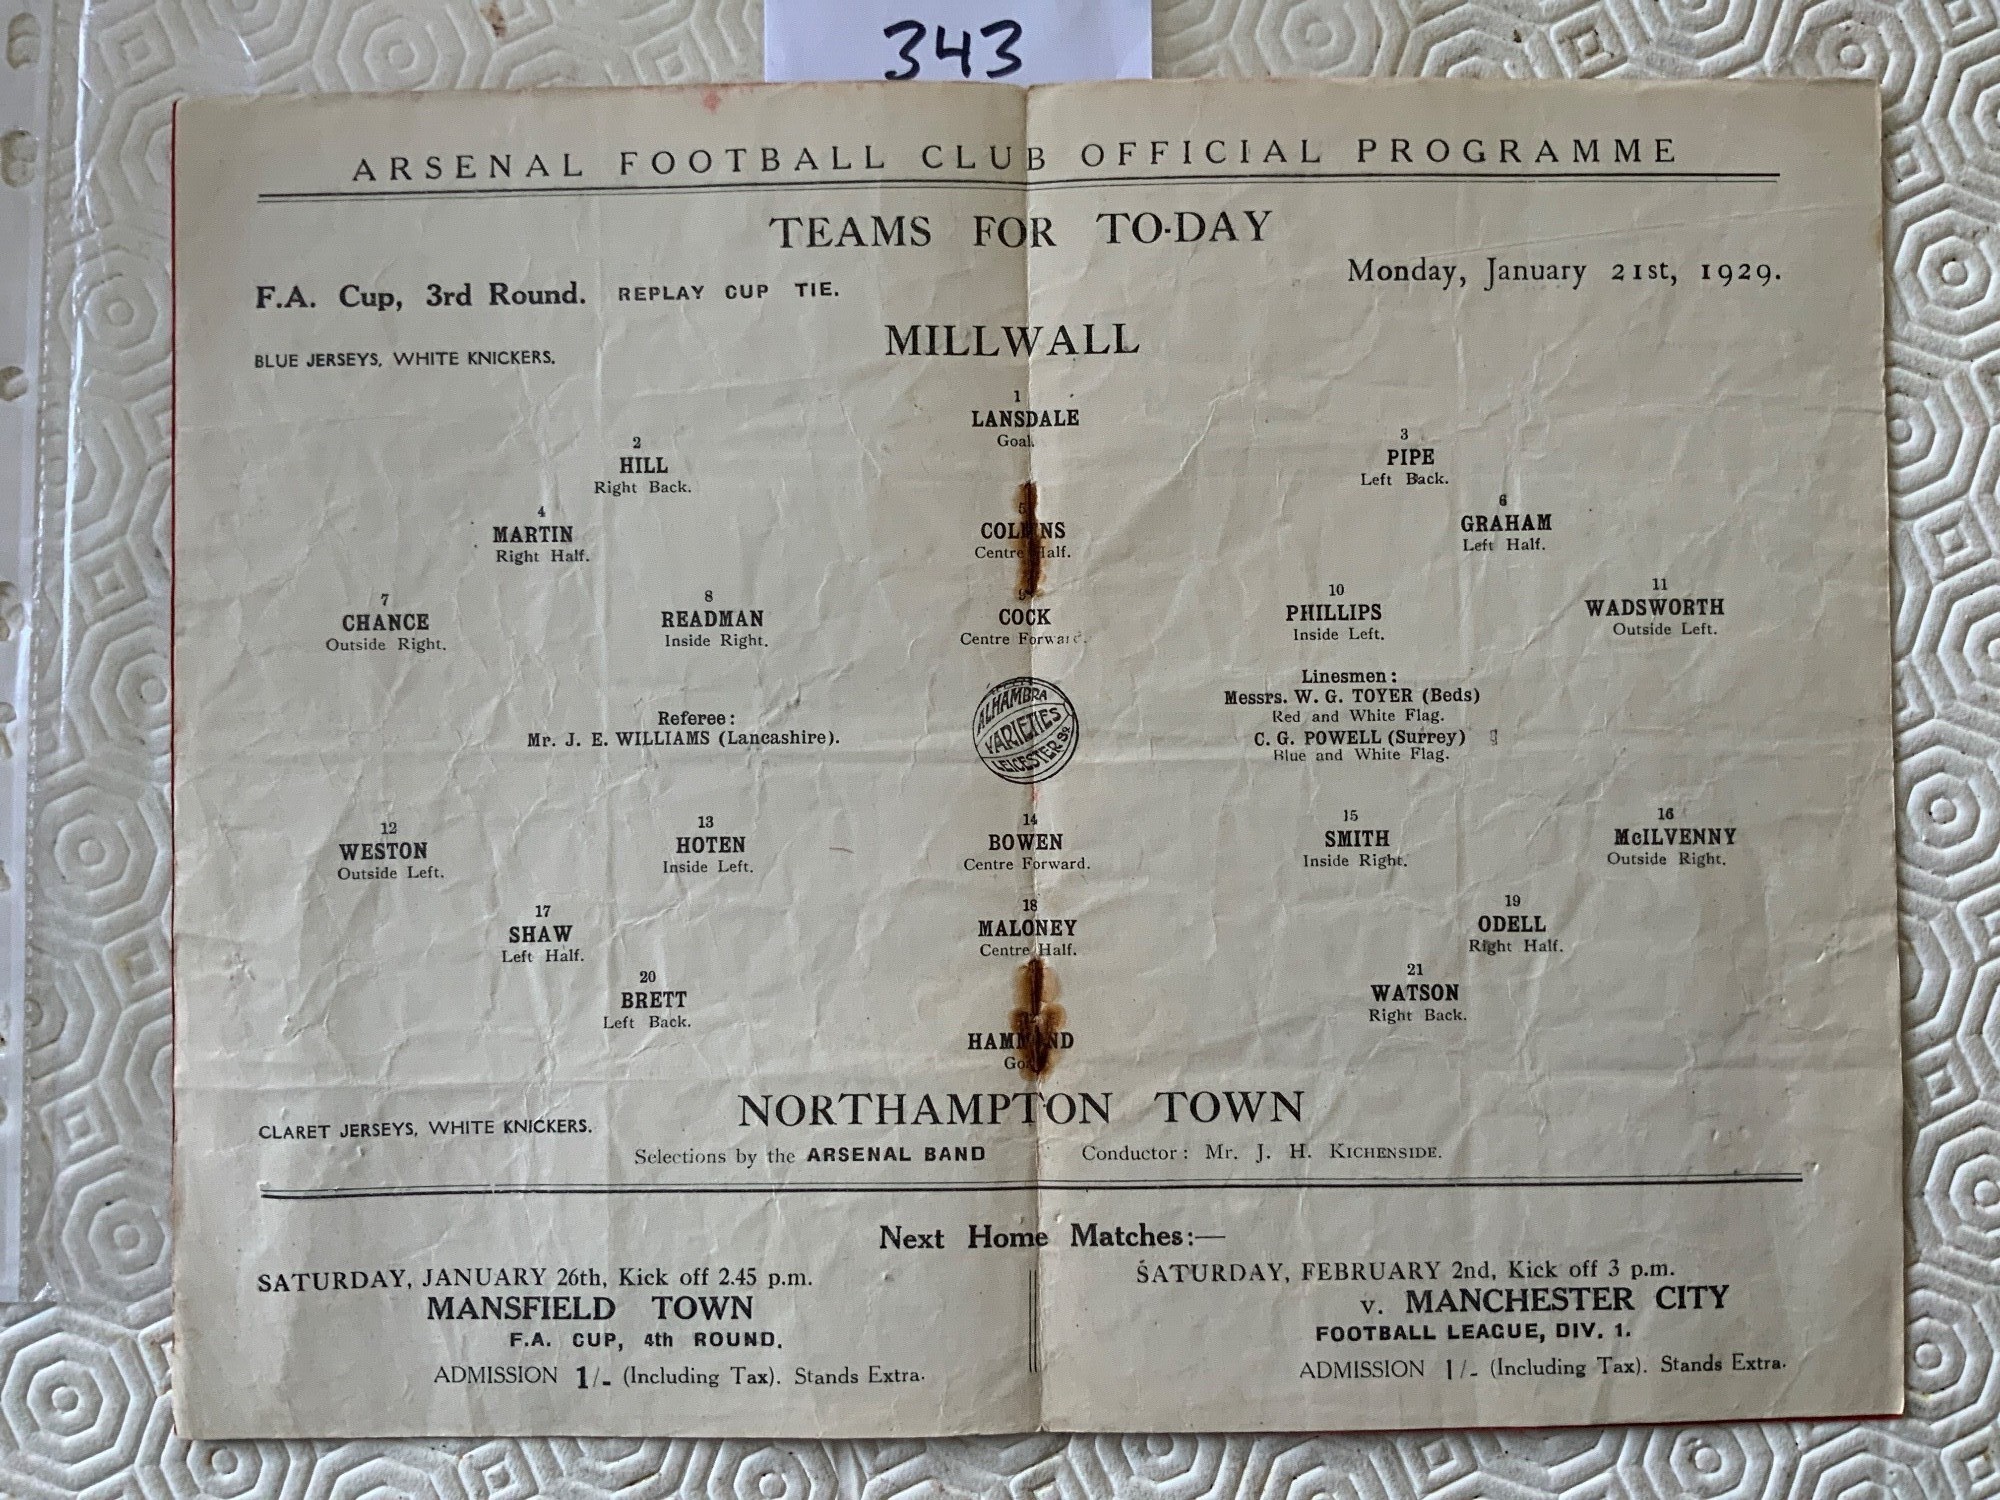 343
ARSENAL FOOTBALL CLUB OFFICIAL PROGRAMME
TEAMS FOR TO-DAY
F.A. Cup, 3rd Round. REPLAY CUP TIE. Monday, January 21st, 1929.
MILLWALL
BLUE JERSEYS, WHITE KNICKERS.
1
LANSDALE
Goal.
2 3
HILL PIPE
Right Back. Left Back.
4 5 6
MARTIN COLLINS GRAHAM
Right Half. Centre Half. Left Half.
7 8 9 10 11
CHANCE READMAN COCK PHILLIPS WADSWORTH
Outside Right. Inside Right. Centre Forward. Inside Left. Outside Left.
Referee:
Mr. J. E. WILLIAMS (Lancashire).
ALHAMBRA
VARIETIES
LEICESTER SQ
Linesmen:
Messrs. W. G. TOYER (Beds)
Red and White Flag.
C. G. POWELL (Surrey)
Blue and White Flag.
12 13 14 15 16
WESTON HOTEN BOWEN SMITH McILVENNY
Outside Left. Inside Left. Centre Forward. Inside Right. Outside Right.
17 18 19
SHAW MALONEY ODELL
Left Half. Centre Half. Right Half.
20 21
BRETT WATSON
Left Back. Right Back.
HAMMOND
Goal
NORTHAMPTON TOWN
CLARET JERSEYS, WHITE KNICKERS.
Selections by the ARSENAL BAND Conductor: Mr. J. H. KICHENSIDE.
Next Home Matches:—
SATURDAY, JANUARY 26th, Kick off 2.45 p.m.
MANSFIELD TOWN
F.A. CUP, 4th ROUND.
ADMISSION 1/- (Including Tax). Stands Extra.
SATURDAY, FEBRUARY 2nd, Kick off 3 p.m.
v. MANCHESTER CITY
FOOTBALL LEAGUE, DIV. 1.
ADMISSION 1/- (Including Tax). Stands Extra.